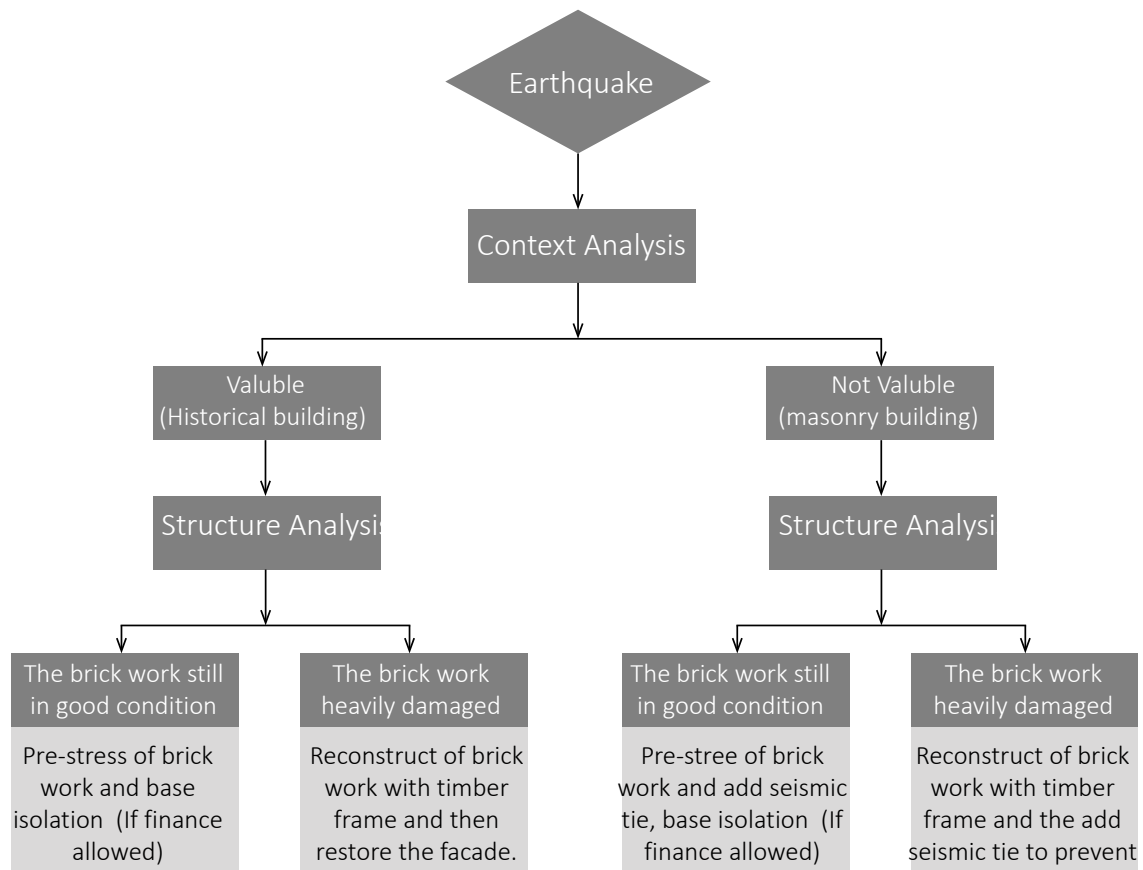 Earthquake
Context Analysis
Valuble
(Historical building)
Not Valuble
(masonry building)
Structure Analysis
Structure Analysi
The brick work still
in good condition
The brick work
heavily damaged
The brick work still
in good condition
The brick work
heavily damaged
Pre-stress of brick
work and base
isolation (If finance
allowed)
Reconstruct of brick
work with timber
frame and then
restore the facade.
Pre-stree of brick
work and add seismic
tie, base isolation (If
finance allowed)
Reconstruct of brick
work with timber
frame and the add
seismic tie to prevent